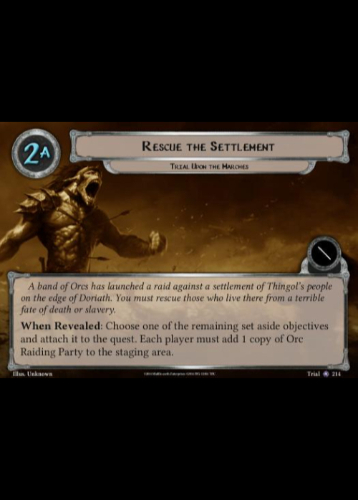 2A
RESCUE THE SETTLEMENT
TRIAL UPON THE MARCHES
A band of Orcs has launched a raid against a settlement of Thingol's people
on the edge of Doriath. You must rescue those who live there from a terrible
fate of death or slavery.
When Revealed: Choose one of the remaining set aside objectives
and attach it to the quest. Each player must add 1 copy of Orc
Raiding Party to the staging area.
Illus. Unknown
Trial 214